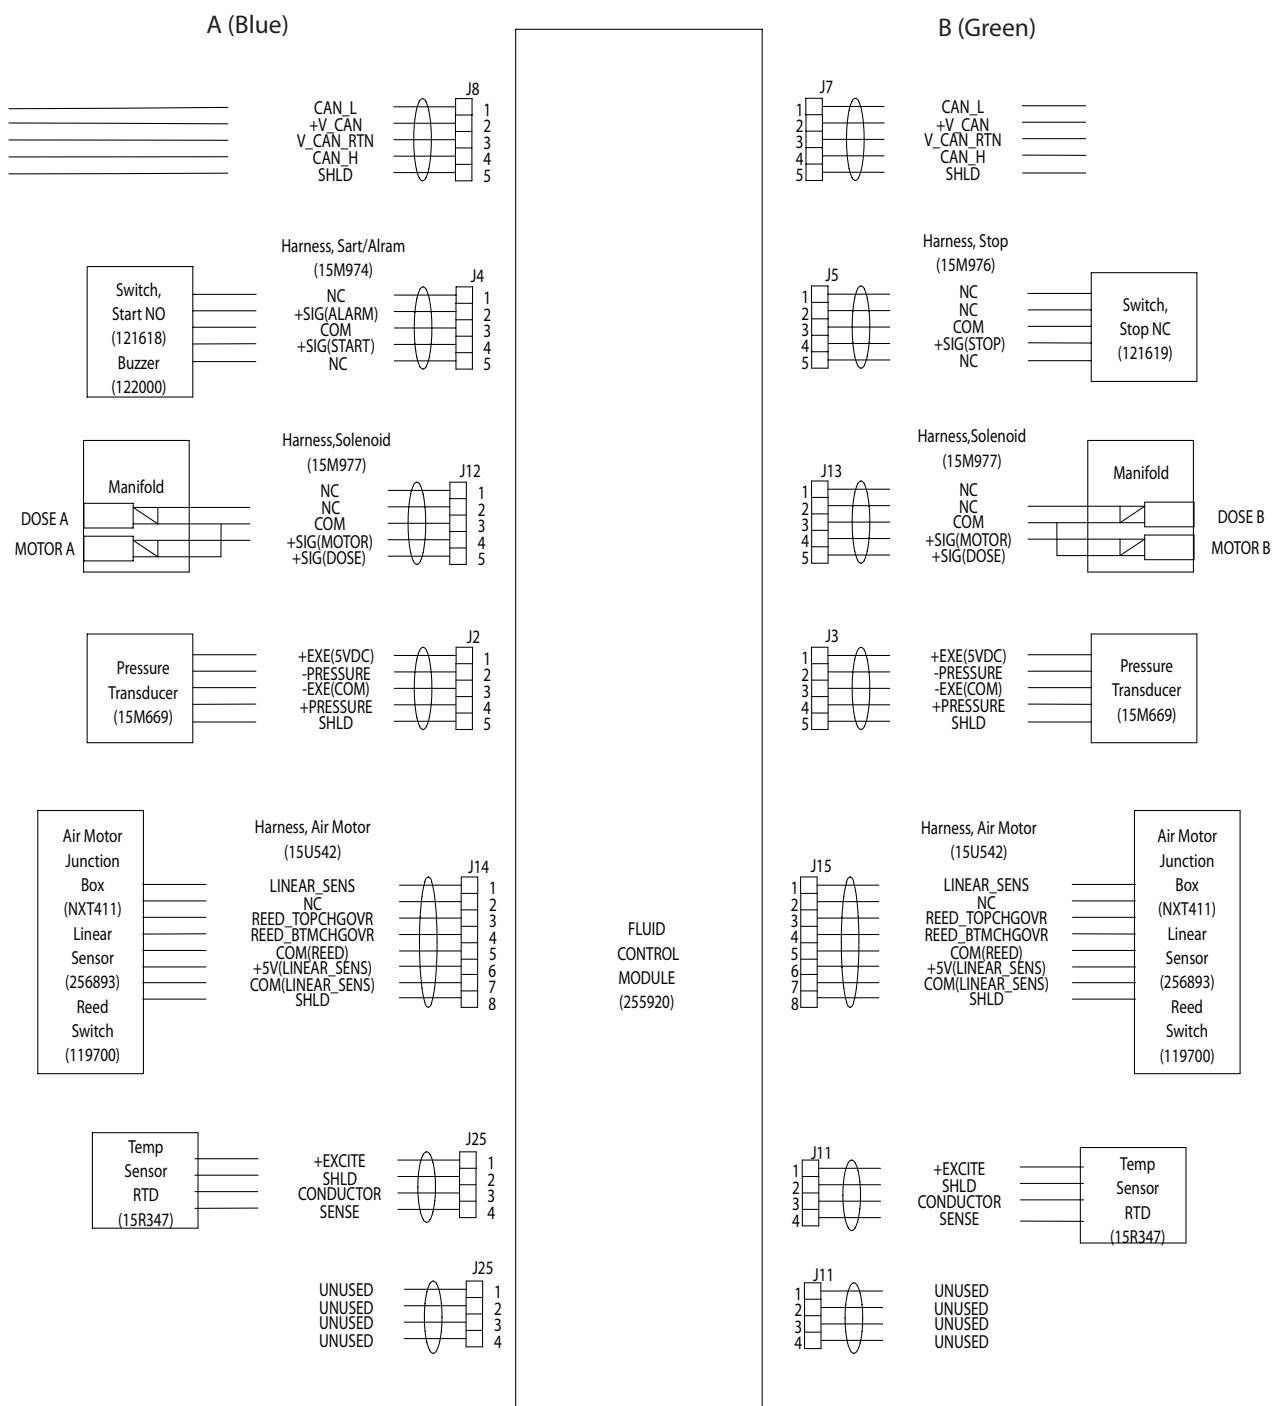 A (Blue)
B (Green)
J8
CAN_L 1
+V_CAN 2
V_CAN_RTN 3
CAN_H 4
SHLD 5
J7
1 CAN_L
2 +V_CAN
3 V_CAN_RTN
4 CAN_H
5 SHLD
Harness, Sart/Alram
(15M974)
J4
Switch,
Start NO
(121618)
Buzzer
(122000)
NC 1
+SIG(ALARM) 2
COM 3
+SIG(START) 4
NC 5
Harness, Stop
(15M976)
J5
1 NC
2 NC
3 COM
4 +SIG(STOP)
5 NC
Switch,
Stop NC
(121619)
Harness,Solenoid
(15M977)
J12
Manifold
DOSE A
MOTOR A
NC 1
NC 2
COM 3
+SIG(MOTOR) 4
+SIG(DOSE) 5
Harness,Solenoid
(15M977)
J13
1 NC
2 NC
3 COM
4 +SIG(MOTOR)
5 +SIG(DOSE)
Manifold
DOSE B
MOTOR B
J2
Pressure
Transducer
(15M669)
+EXE(5VDC) 1
-PRESSURE 2
-EXE(COM) 3
+PRESSURE 4
SHLD 5
J3
1 +EXE(5VDC)
2 -PRESSURE
3 -EXE(COM)
4 +PRESSURE
5 SHLD
Pressure
Transducer
(15M669)
Harness, Air Motor
(15U542)
J14
Air Motor
Junction
Box
(NXT411)
Linear
Sensor
(256893)
Reed
Switch
(119700)
LINEAR_SENS 1
NC 2
REED_TOPCHGOVR 3
REED_BTMCHGOVR 4
COM(REED) 5
+5V(LINEAR_SENS) 6
COM(LINEAR_SENS) 7
SHLD 8
FLUID
CONTROL
MODULE
(255920)
Harness, Air Motor
(15U542)
J15
1 LINEAR_SENS
2 NC
3 REED_TOPCHGOVR
4 REED_BTMCHGOVR
5 COM(REED)
6 +5V(LINEAR_SENS)
7 COM(LINEAR_SENS)
8 SHLD
Air Motor
Junction
Box
(NXT411)
Linear
Sensor
(256893)
Reed
Switch
(119700)
J25
Temp
Sensor
RTD
(15R347)
+EXCITE 1
SHLD 2
CONDUCTOR 3
SENSE 4
J11
1 +EXCITE
2 SHLD
3 CONDUCTOR
4 SENSE
Temp
Sensor
RTD
(15R347)
J25
UNUSED 1
UNUSED 2
UNUSED 3
UNUSED 4
J11
1 UNUSED
2 UNUSED
3 UNUSED
4 UNUSED